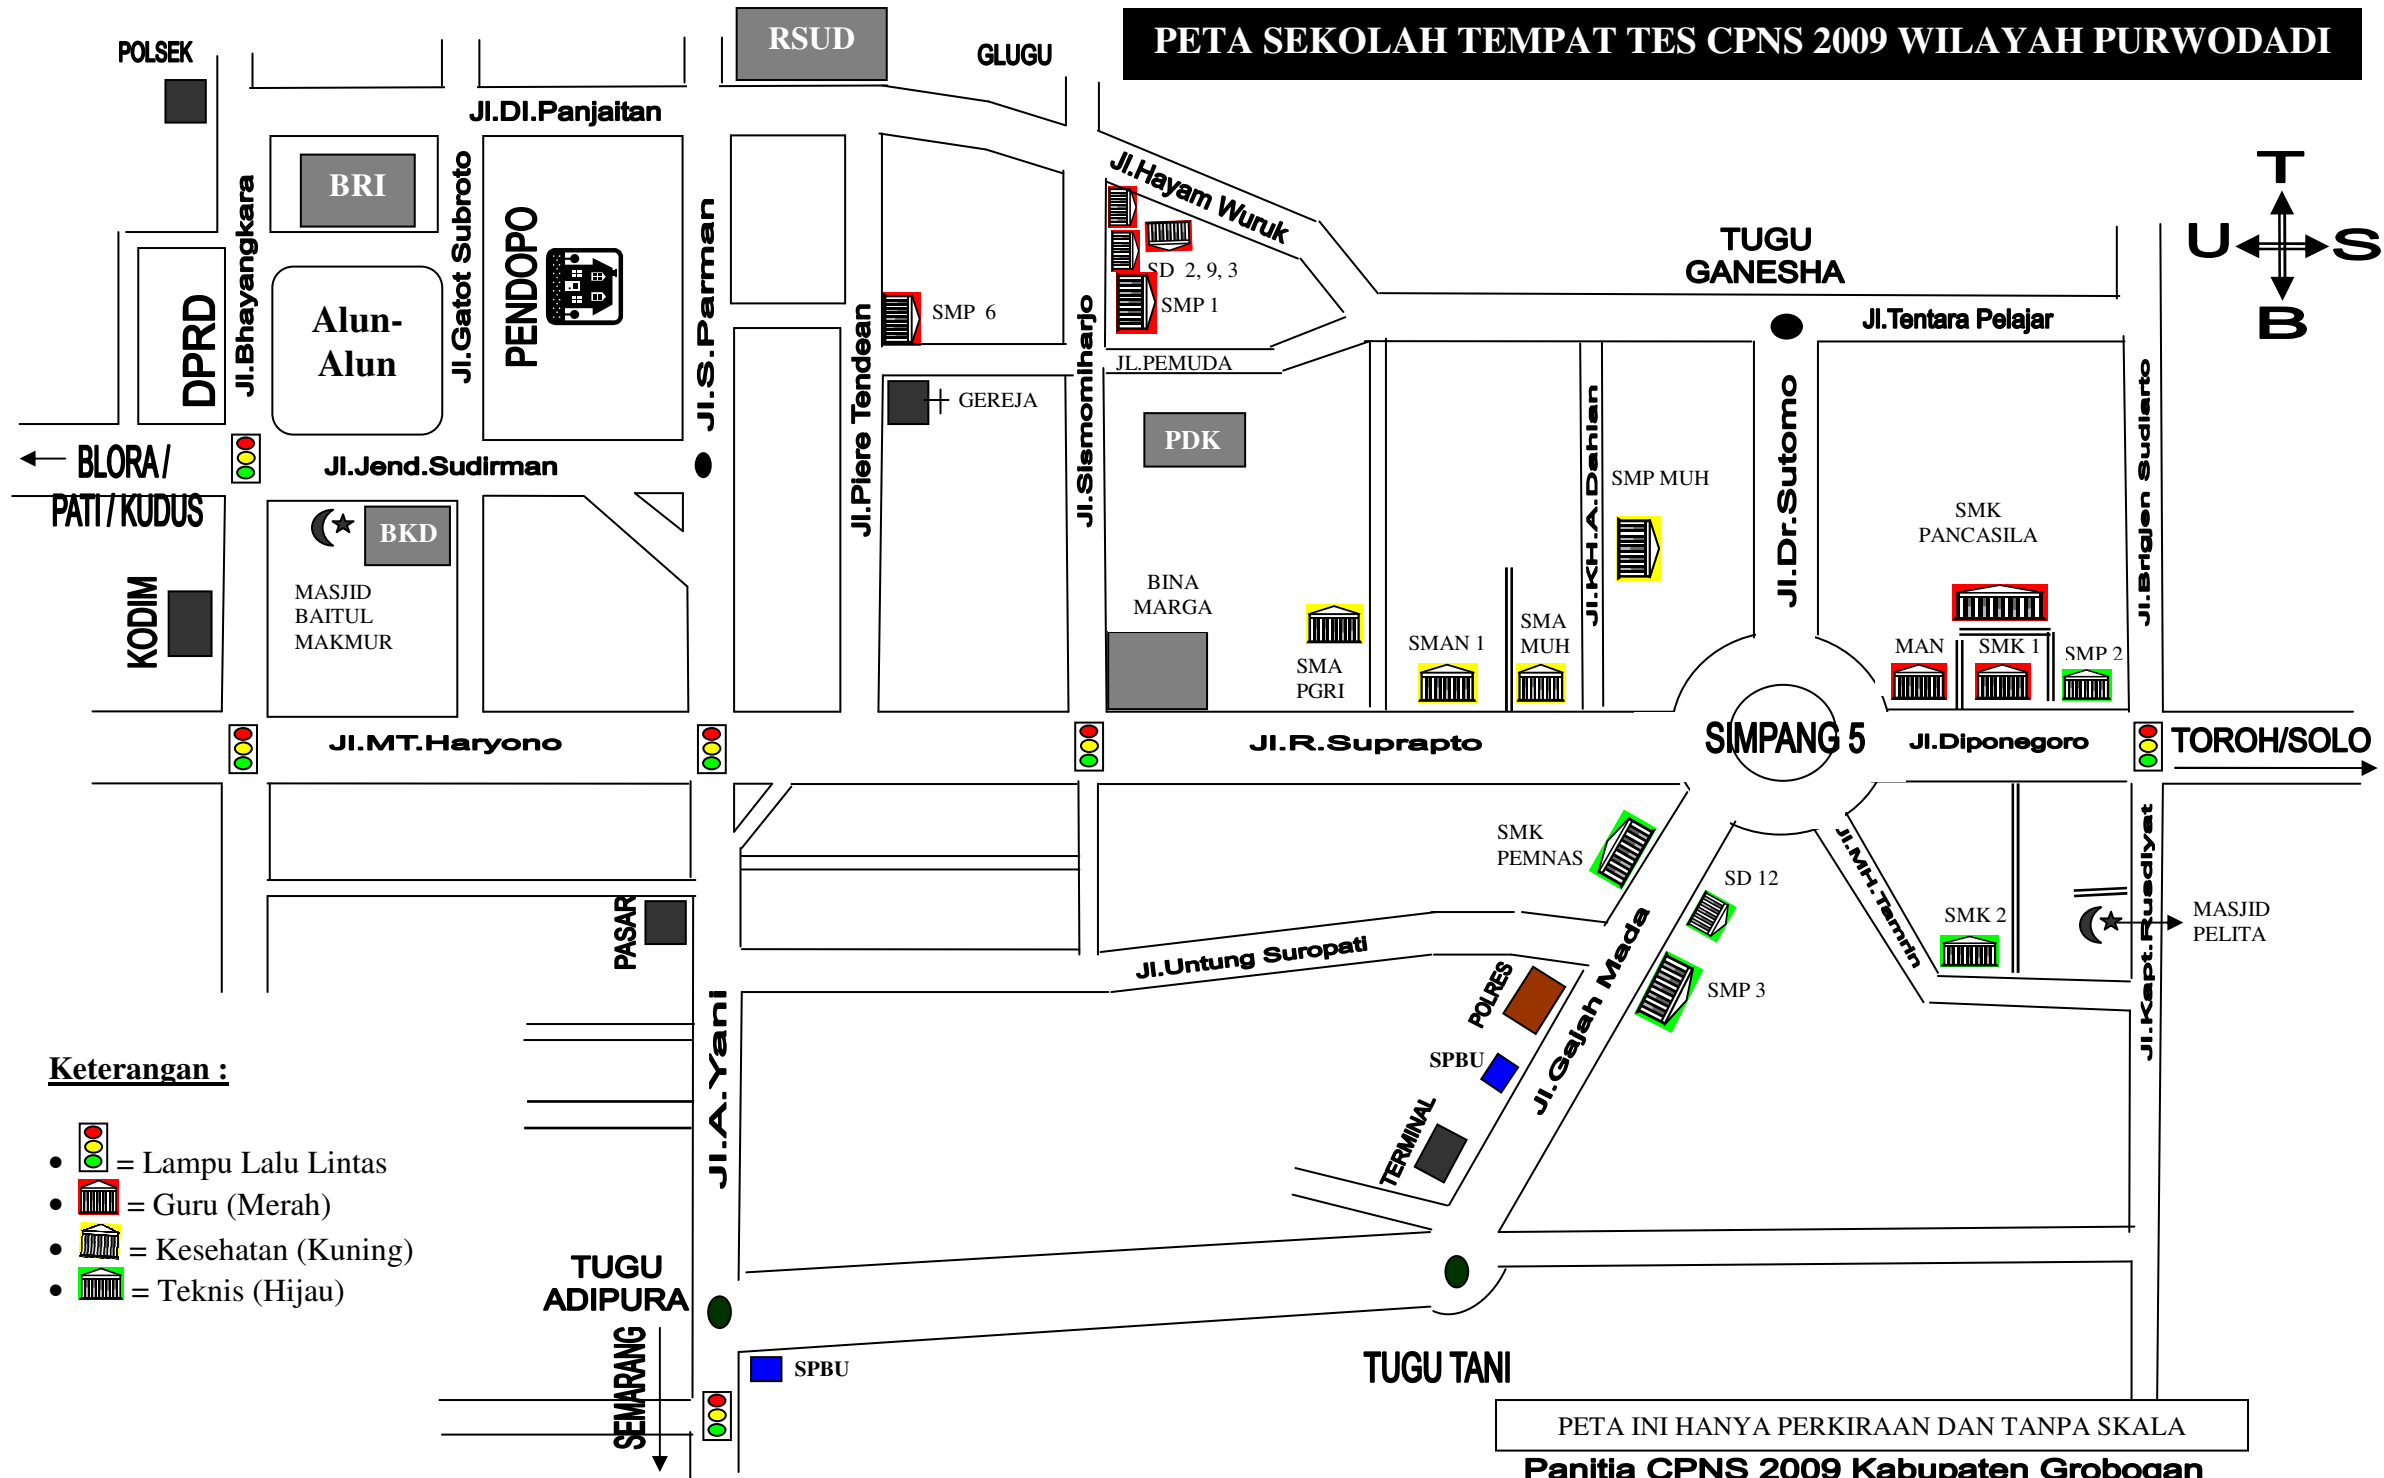 PETA SEKOLAH TEMPAT TES CPNS 2009 WILAYAH PURWODADI
POLSEK
RSUD
GLUGU
Jl.DI.Panjaitan
BRI
Jl.Hayam Wuruk
T
U
S
B
Jl.Bhayangkara
Jl.Gatot Subroto
PENDOPO
Jl.S.Parman
TUGU
GANESHA
SD 2, 9, 3
SMP 1
SMP 6
DPRD
Alun-
Alun
Jl.Piere Tendean
Jl.Sismomiharjo
JL.PEMUDA
Jl.Tentara Pelajar
GEREJA
PDK
Jl.KH.A.Dahlan
Jl.Dr.Sutomo
Jl.Brigjen Sudiarto
BLORA /
PATI / KUDUS
Jl.Jend.Sudirman
SMP MUH
SMK
PANCASILA
BKD
MASJID
BAITUL
MAKMUR
KODIM
BINA
MARGA
SMA
PGRI
SMAN 1
SMA
MUH
MAN
SMK 1
SMP 2
Jl.MT.Haryono
Jl.R.Suprapto
SIMPANG 5
Jl.Diponegoro
TOROH/SOLO
SMK
PEMNAS
SD 12
Jl.MH.Tamrin
SMK 2
Jl.Kapt.Rusdiyat
MASJID
PELITA
PASAR
Jl.Untung Suropati
POLRES
SMP 3
Jl.Gajah Mada
SPBU
TERMINAL
Jl.A.Yani
Keterangan :
= Lampu Lalu Lintas
= Guru (Merah)
= Kesehatan (Kuning)
= Teknis (Hijau)
TUGU
ADIPURA
SEMARANG
SPBU
TUGU TANI
PETA INI HANYA PERKIRAAN DAN TANPA SKALA
Panitia CPNS 2009 Kabupaten Grobogan